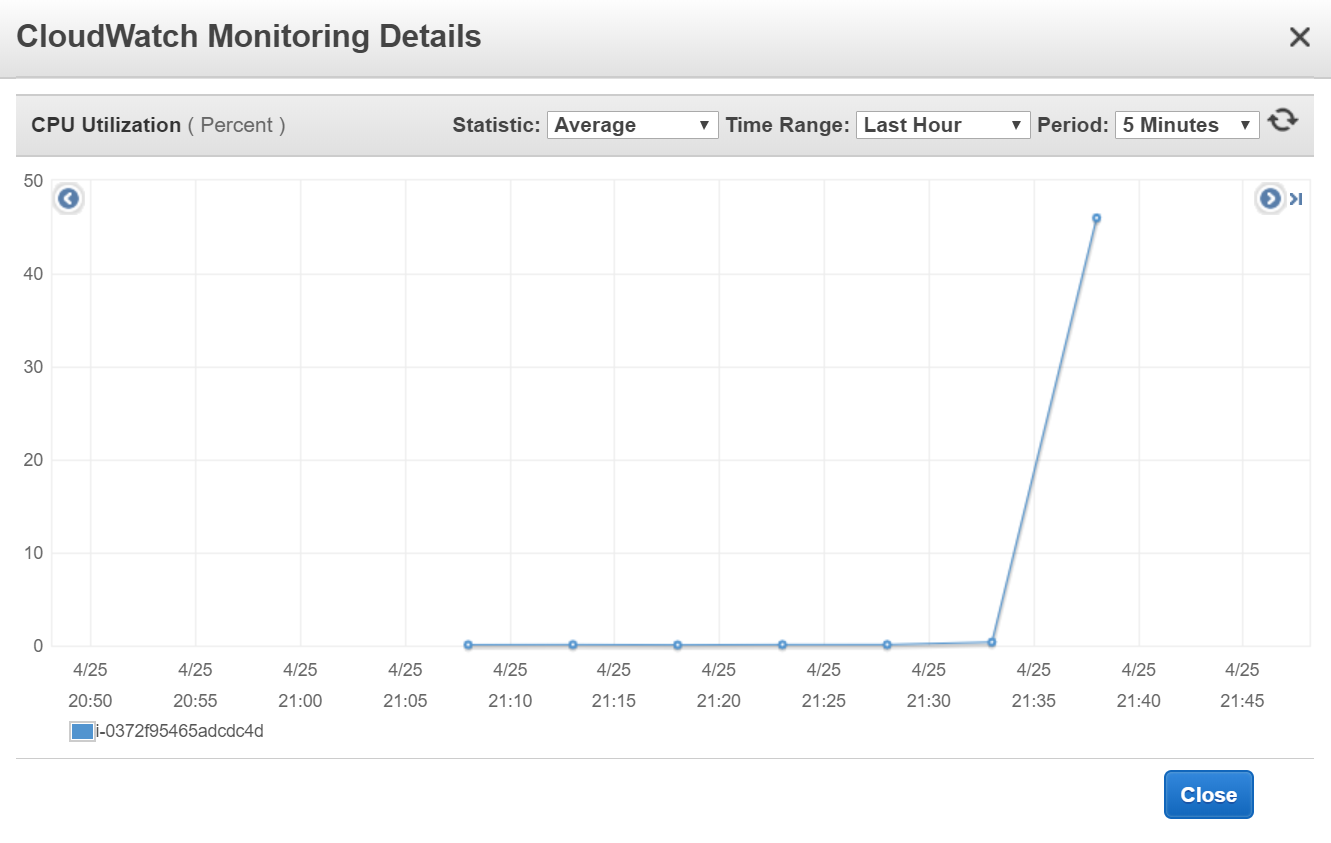 CloudWatch Monitoring Details
CPU Utilization ( Percent )
Statistic: Average Time Range: Last Hour Period: 5 Minutes
50
40
30
20
10
0
4/25 4/25 4/25 4/25 4/25 4/25 4/25 4/25 4/25 4/25 4/25 4/25
20:50 20:55 21:00 21:05 21:10 21:15 21:20 21:25 21:30 21:35 21:40 21:45
i-0372f95465adcdc4d
Close